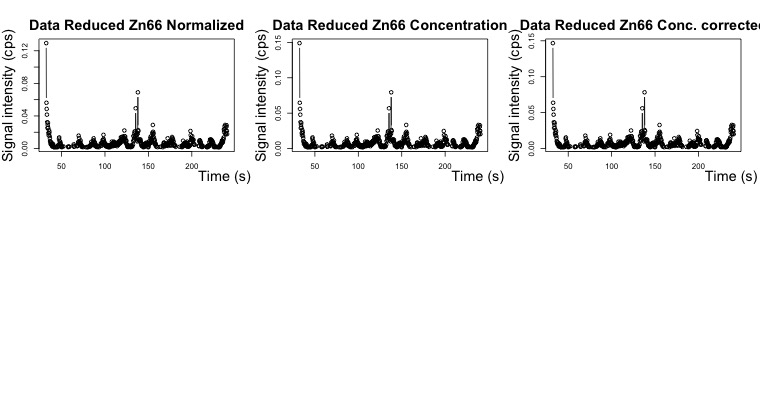 Data Reduced Zn66 Normalized
Signal intensity (cps)
0.00
0.04
0.08
0.12
50
100
150
200
Time (s)
Data Reduced Zn66 Concentration
Signal intensity (cps)
0.00
0.05
0.10
0.15
50
100
150
200
Time (s)
Data Reduced Zn66 Conc. corrected
Signal intensity (cps)
0.00
0.05
0.10
0.15
50
100
150
200
Time (s)